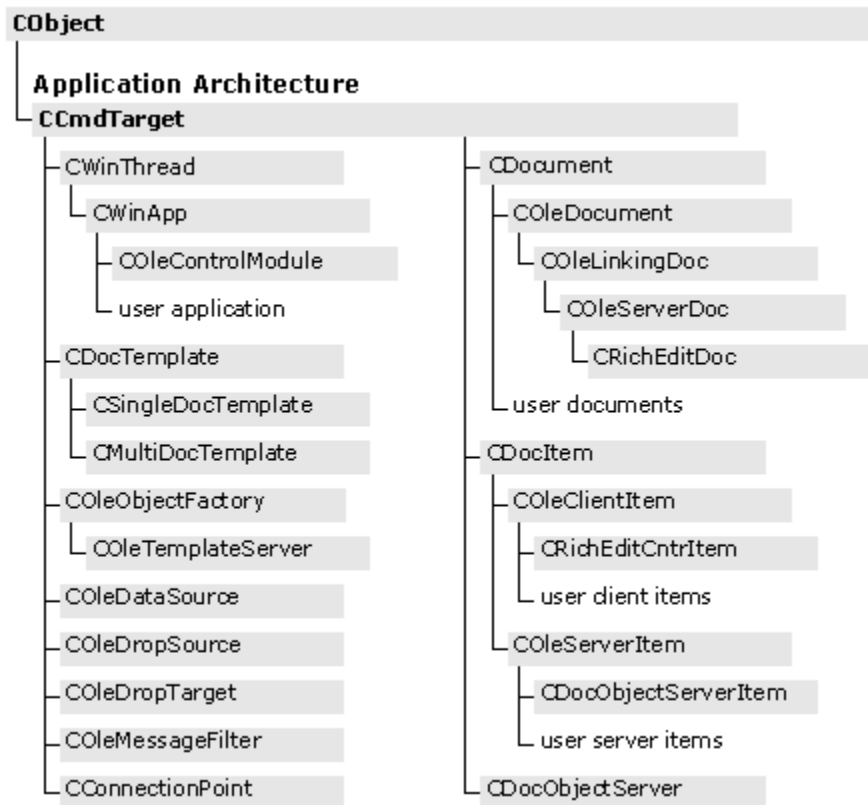 CObject
Application Architecture
CCmdTarget
CWinThread
CWinApp
COleControlModule
user application
CDocTemplate
CSingleDocTemplate
CMultiDocTemplate
COleObjectFactory
COleTemplateServer
COleDataSource
COleDropSource
COleDropTarget
COleMessageFilter
CConnectionPoint
CDocument
COleDocument
COleLinkingDoc
COleServerDoc
CRichEditDoc
user documents
CDocItem
COleClientItem
CRichEditCntrItem
user client items
COleServerItem
CDocObjectServerItem
user server items
CDocObjectServer